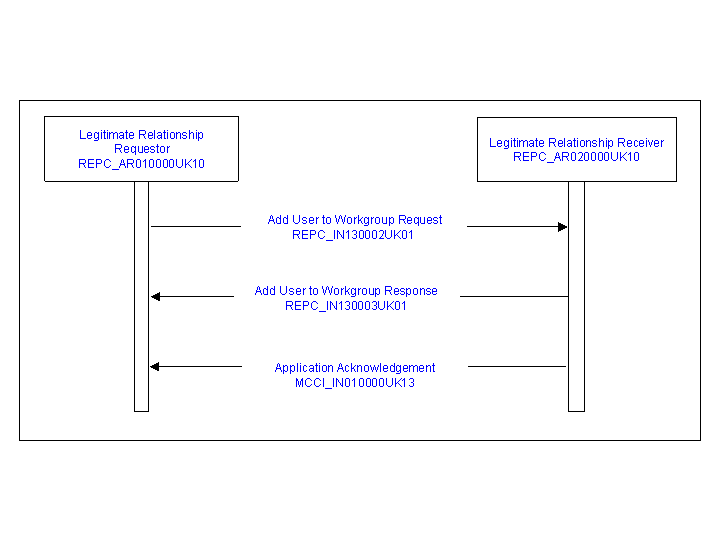 Legitimate Relationship
Requestor
REPC_AR010000UK10
Legitimate Relationship Receiver
REPC_AR020000UK10
Add User to Workgroup Request
REPC_IN130002UK01
Add User to Workgroup Response
REPC_IN130003UK01
Application Acknowledgement
MCCI_IN010000UK13